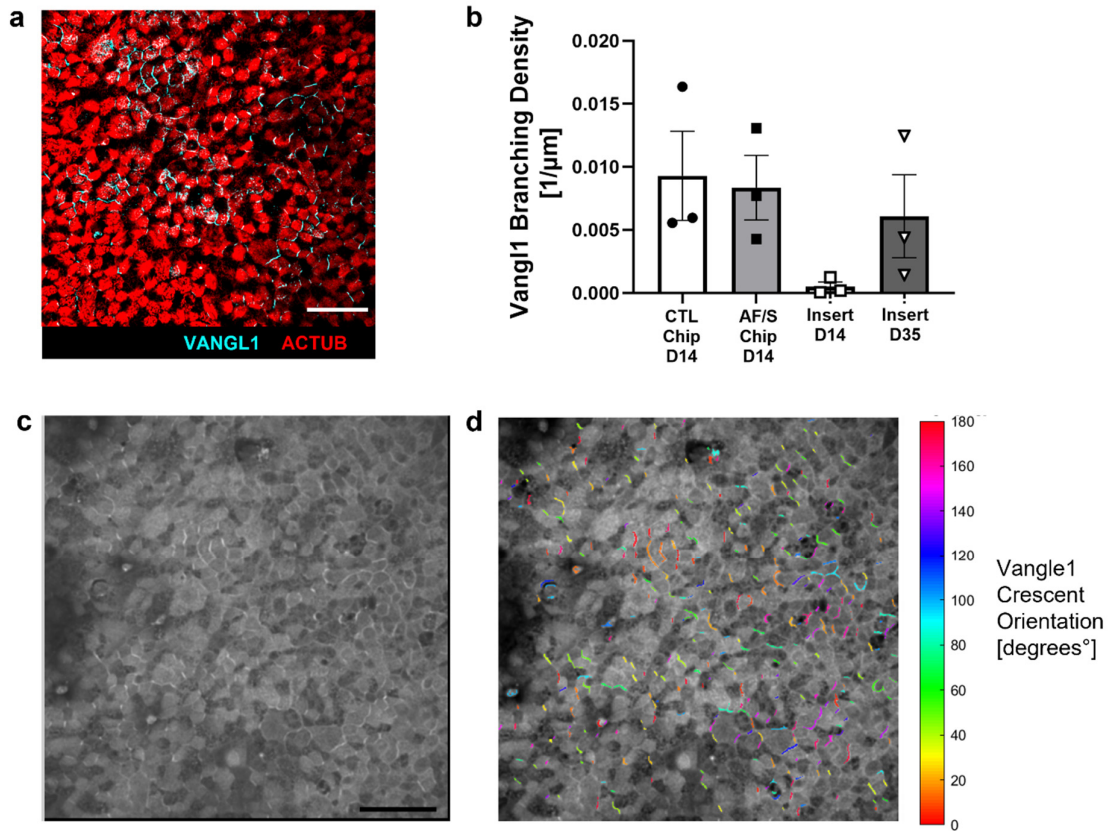 a
VANGL1 ACTUB
b
Vangl1 Branching Density
[1/μm]
0.020
0.015
0.010
0.005
0.000
CTL
Chip
D14
AF/S
Chip
D14
Insert
D14
Insert
D35
c
d
180
160
140
120
100
80
60
40
20
0
Vangle1
Crescent
Orientation
[degrees°]